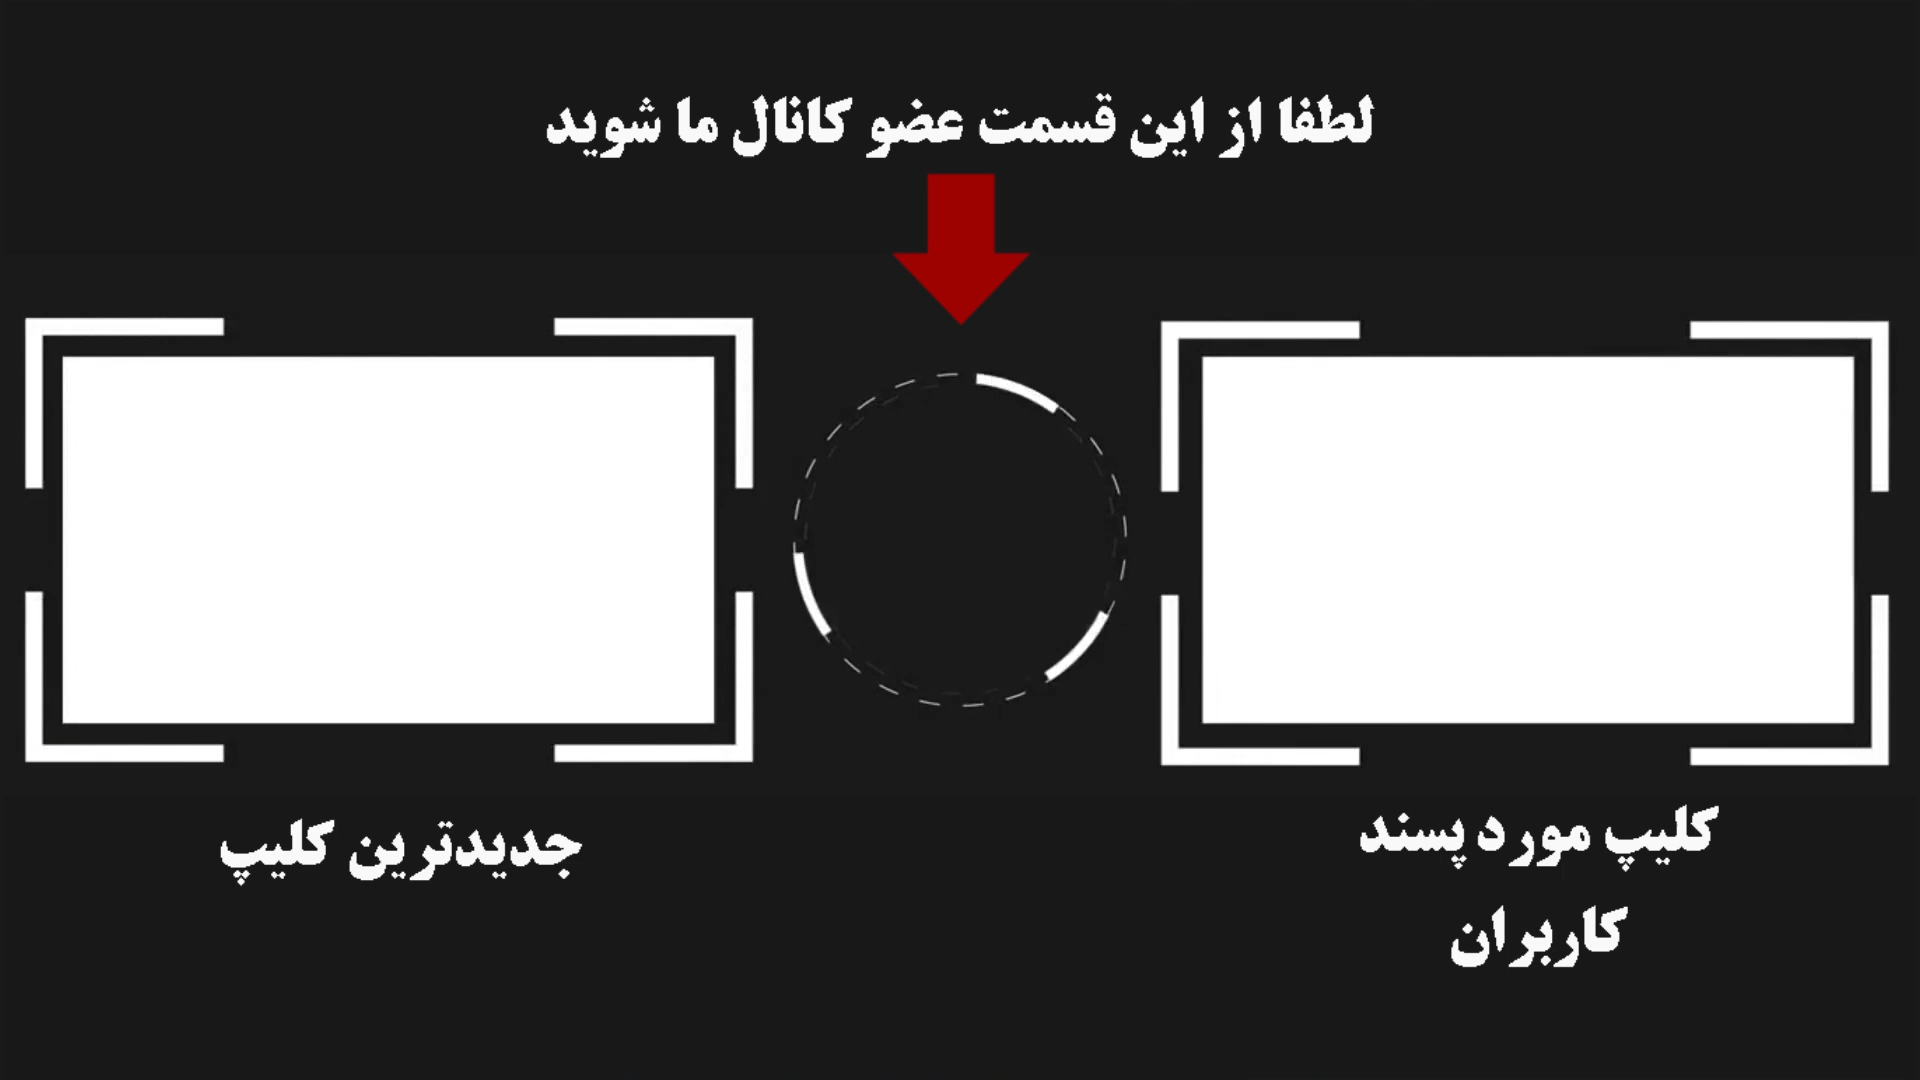 لطفا از این قسمت عضو کانال ما شوید
کلیپ مورد پسند
کاربران
جدیدترین کلیپ